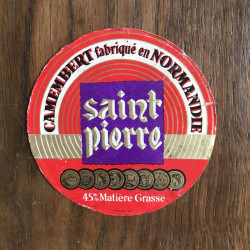 CAMEMBERT fabriqué en NORMANDIE
saint
pierre
45% Matière Grasse